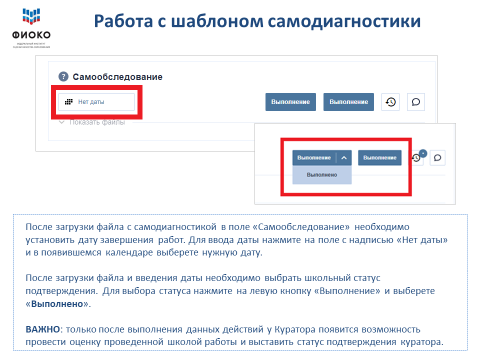 Работа с шаблоном самодиагностики
ФИОКО
? Самообследование
Нет даты
Выполнение Выполнение
Показать файлы
Выполнение Выполнение
Выполнено
После загрузки файла с самодиагностикой в поле «Самообследование» необходимо
установить дату завершения работ. Для ввода даты нажмите на поле с надписью «Нет даты»
и в появившемся календаре выберете нужную дату.
После загрузки файла и введения даты необходимо выбрать школьный статус
подтверждения. Для выбора статуса нажмите на левую кнопку «Выполнение» и выберете
«Выполнено».
ВАЖНО: только после выполнения данных действий у Куратора появится возможность
провести оценку проведенной школой работы и выставить статус подтверждения куратора.